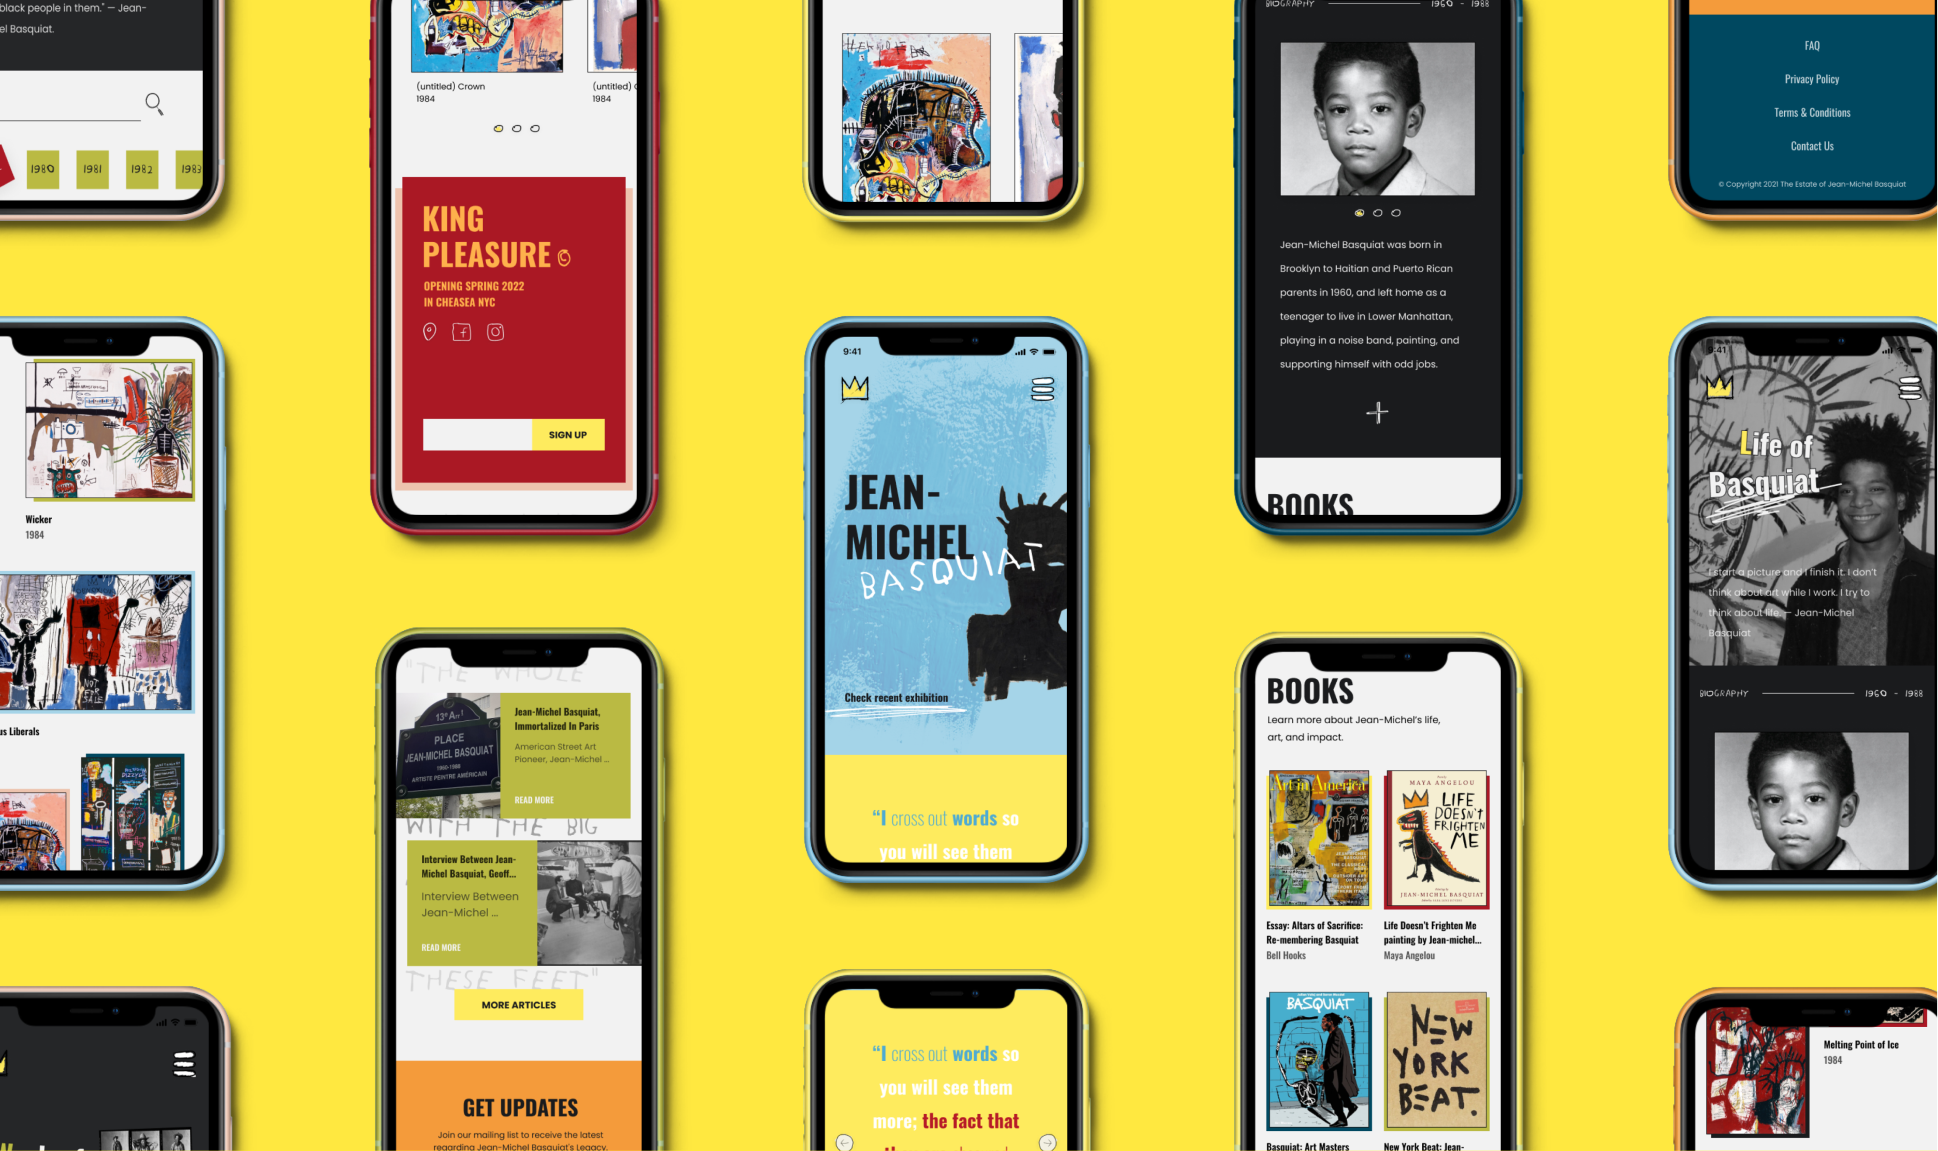 black people in them." — Jean-
el Basquiat.
1980
1981
1982
1983
Wicker
1984
NOT
FOR
SALE
us Liberals
(untitled) Crown
1984
(untitled) C
1984
KING
PLEASURE
OPENING SPRING 2022
IN CHEASEA NYC
SIGN UP
"THE WHOLE
13e Arrt
PLACE
JEAN-MICHEL BASQUIAT
1960-1988
ARTISTE PEINTRE AMÉRICAIN
Jean-Michel Basquiat,
Immortalized In Paris
American Street Art
Pioneer, Jean-Michel ...
READ MORE
WITH THE BIG
Interview Between Jean-
Michel Basquiat, Geoff...
Interview Between
Jean-Michel ...
READ MORE
THESE FEET"
MORE ARTICLES
GET UPDATES
Join our mailing list to receive the latest
regarding Jean-Michel Basquiat's Legacy.
9:41
JEAN-
MICHEL
BASQUIAT
Check recent exhibition
“I cross out words so
you will see them
“I cross out words so
you will see them
more; the fact that
BIOGRAPHY 1960 - 1988
Jean-Michel Basquiat was born in
Brooklyn to Haitian and Puerto Rican
parents in 1960, and left home as a
teenager to live in Lower Manhattan,
playing in a noise band, painting, and
supporting himself with odd jobs.
BOOKS
BOOKS
Learn more about Jean-Michel's life,
art, and impact.
Art in America
MAYA ANGELOU
LIFE
DOESN'T
FRIGHTEN
ME
JEAN-MICHEL BASQUIAT
Essay: Altars of Sacrifice:
Re-membering Basquiat
Bell Hooks
Life Doesn't Frighten Me
painting by Jean-michel...
Maya Angelou
BASQUIAT
NEW
YORK
BEAT.
Basquiat: Art Masters
New York Beat: Jean-
FAQ
Privacy Policy
Terms & Conditions
Contact Us
© Copyright 2021 The Estate of Jean-Michel Basquiat
9:41
Life of
Basquiat
I start a picture and I finish it. I don't
think about art while I work. I try to
think about life. — Jean-Michel
Basquiat
BIOGRAPHY 1960 - 1988
Melting Point of Ice
1984